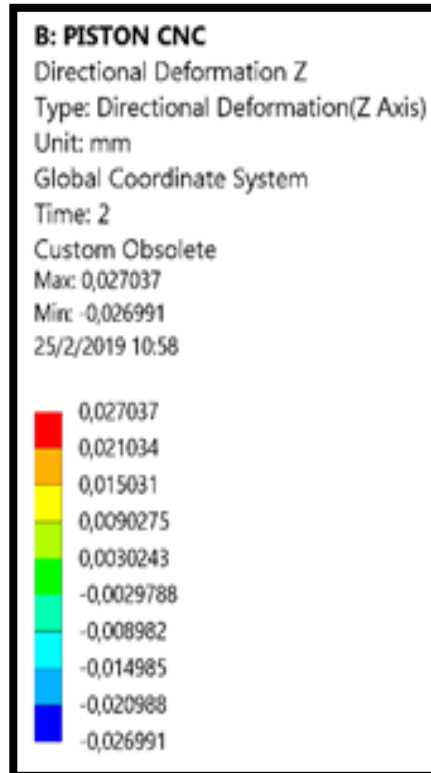 B: PISTON CNC
Directional Deformation Z
Type: Directional Deformation(Z Axis)
Unit: mm
Global Coordinate System
Time: 2
Custom Obsolete
Max: 0,027037
Min: -0,026991
25/2/2019 10:58
0,027037
0,021034
0,015031
0,0090275
0,0030243
-0,0029788
-0,008982
-0,014985
-0,020988
-0,026991